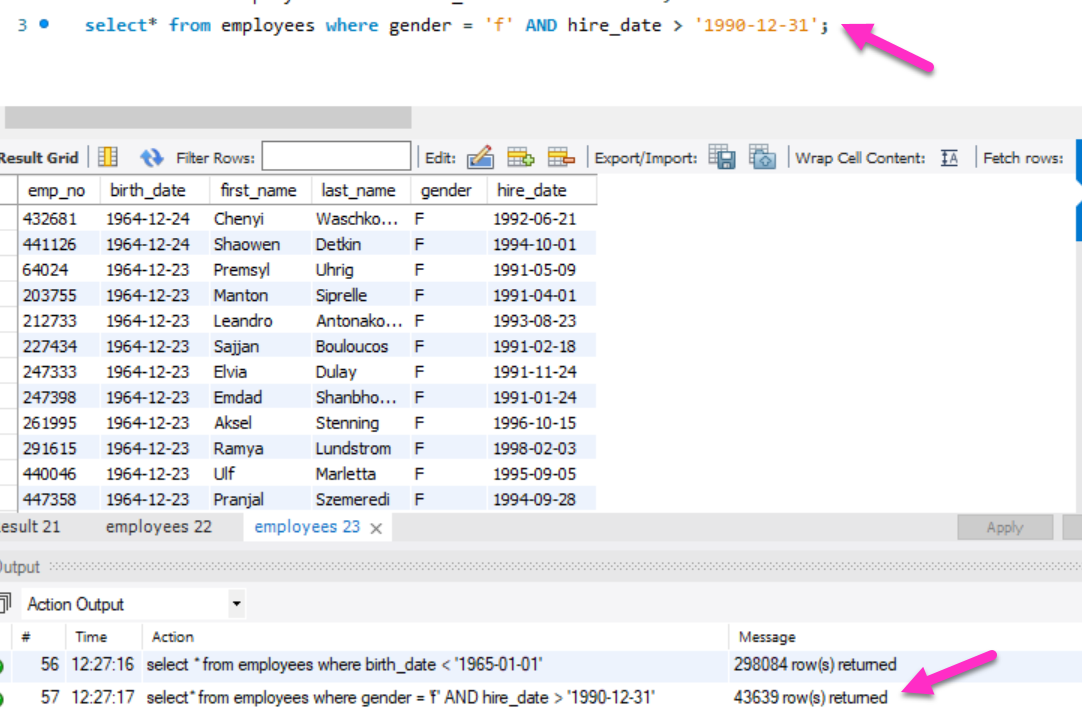 3 select* from employees where gender = 'f' AND hire_date > '1990-12-31';
Result Grid Filter Rows: Edit: Export/Import: Wrap Cell Content: Fetch rows:
emp_no birth_date first_name last_name gender hire_date
432681 1964-12-24 Chenyi Waschko... F 1992-06-21
441126 1964-12-24 Shaowen Detkin F 1994-10-01
64024 1964-12-23 Premsyl Uhrig F 1991-05-09
203755 1964-12-23 Manton Siprelle F 1991-04-01
212733 1964-12-23 Leandro Antonako... F 1993-08-23
227434 1964-12-23 Sajjan Bouloucos F 1991-02-18
247333 1964-12-23 Elvia Dulay F 1991-11-24
247398 1964-12-23 Emdad Shanbho... F 1991-01-24
261995 1964-12-23 Aksel Stenning F 1996-10-15
291615 1964-12-23 Ramya Lundstrom F 1998-02-03
440046 1964-12-23 Ulf Marletta F 1995-09-05
447358 1964-12-23 Pranjal Szemeredi F 1994-09-28
esult 21 employees 22 employees 23 × Apply
Output
Action Output
# Time Action Message
56 12:27:16 select * from employees where birth_date < '1965-01-01' 298084 row(s) returned
57 12:27:17 select* from employees where gender = 'f' AND hire_date > '1990-12-31' 43639 row(s) returned